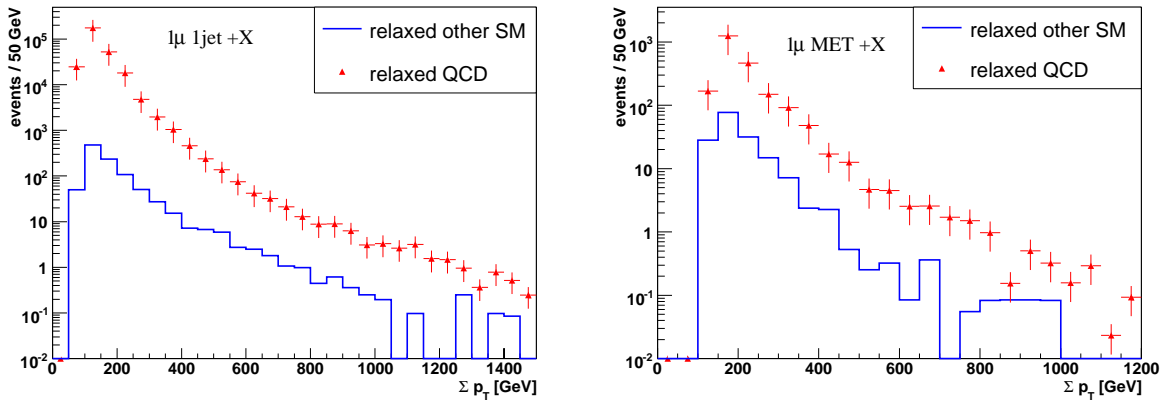 events / 50 GeV
1μ 1jet +X
relaxed other SM
relaxed QCD
10^5
10^4
10^3
10^2
10
1
10^-1
10^-2
0 200 400 600 800 1000 1200 1400
Σ p_T [GeV]
events / 50 GeV
1μ MET +X
relaxed other SM
relaxed QCD
10^3
10^2
10
1
10^-1
10^-2
0 200 400 600 800 1000 1200
Σ p_T [GeV]